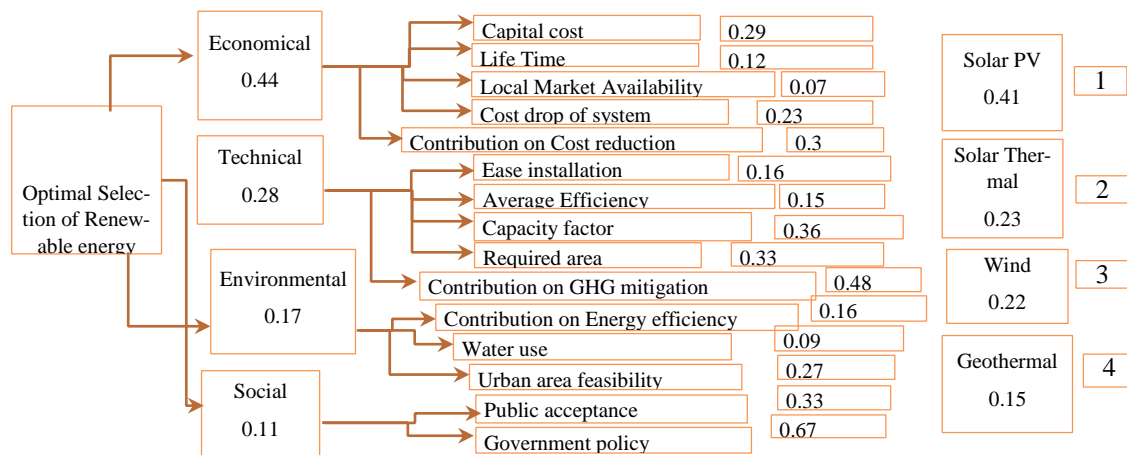 Optimal Selec-
tion of Renew-
able energy
Economical
0.44
Technical
0.28
Environmental
0.17
Social
0.11
Capital cost 0.29
Life Time 0.12
Local Market Availability 0.07
Cost drop of system 0.23
Contribution on Cost reduction 0.3
Ease installation 0.16
Average Efficiency 0.15
Capacity factor 0.36
Required area 0.33
Contribution on GHG mitigation 0.48
Contribution on Energy efficiency 0.16
Water use 0.09
Urban area feasibility 0.27
Public acceptance 0.33
Government policy 0.67
Solar PV
0.41
1
Solar Ther-
mal
0.23
2
Wind
0.22
3
Geothermal
0.15
4